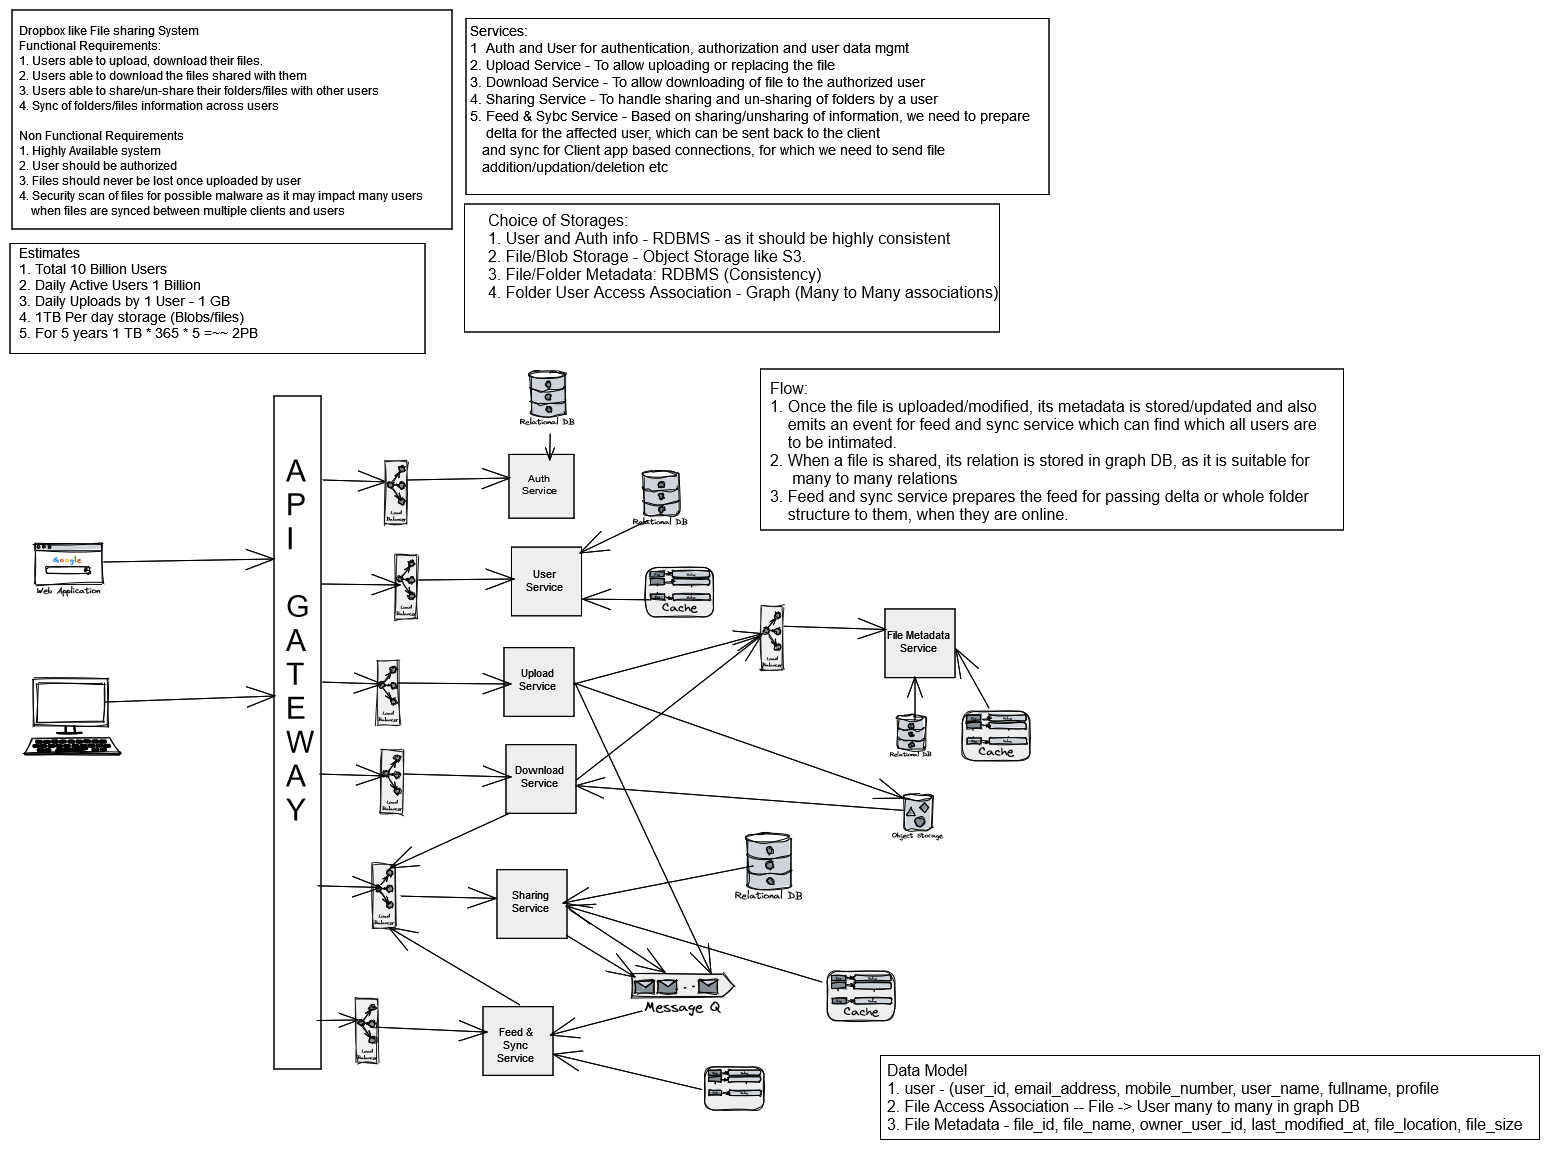 Dropbox like File sharing System
Functional Requirements:
1. Users able to upload, download their files.
2. Users able to download the files shared with them
3. Users able to share/un-share their folders/files with other users
4. Sync of folders/files information across users
Non Functional Requirements
1. Highly Available system
2. User should be authorized
3. Files should never be lost once uploaded by user
4. Security scan of files for possible malware as it may impact many users
when files are synced between multiple clients and users
Services:
1 Auth and User for authentication, authorization and user data mgmt
2. Upload Service - To allow uploading or replacing the file
3. Download Service - To allow downloading of file to the authorized user
4. Sharing Service - To handle sharing and un-sharing of folders by a user
5. Feed & Sybc Service - Based on sharing/unsharing of information, we need to prepare
delta for the affected user, which can be sent back to the client
and sync for Client app based connections, for which we need to send file
addition/updation/deletion etc
Estimates
1. Total 10 Billion Users
2. Daily Active Users 1 Billion
3. Daily Uploads by 1 User - 1 GB
4. 1TB Per day storage (Blobs/files)
5. For 5 years 1 TB * 365 * 5 =~~ 2PB
Choice of Storages:
1. User and Auth info - RDBMS - as it should be highly consistent
2. File/Blob Storage - Object Storage like S3.
3. File/Folder Metadata: RDBMS (Consistency)
4. Folder User Access Association - Graph (Many to Many associations)
Flow:
1. Once the file is uploaded/modified, its metadata is stored/updated and also
emits an event for feed and sync service which can find which all users are
to be intimated.
2. When a file is shared, its relation is stored in graph DB, as it is suitable for
many to many relations
3. Feed and sync service prepares the feed for passing delta or whole folder
structure to them, when they are online.
API GATEWAY
Google
Web Application
Relational DB
Load
Balancer
Auth
Service
Relational DB
Load
Balancer
User
Service
Cache
Load
Balancer
File Metadata
Service
Load
Balancer
Upload
Service
Relational DB
Cache
Load
Balancer
Download
Service
Object Storage
Relational DB
Load
Balancer
Sharing
Service
Message Q
Cache
Load
Balancer
Feed &
Sync
Service
Data Model
1. user - (user_id, email_address, mobile_number, user_name, fullname, profile
2. File Access Association -- File -> User many to many in graph DB
3. File Metadata - file_id, file_name, owner_user_id, last_modified_at, file_location, file_size